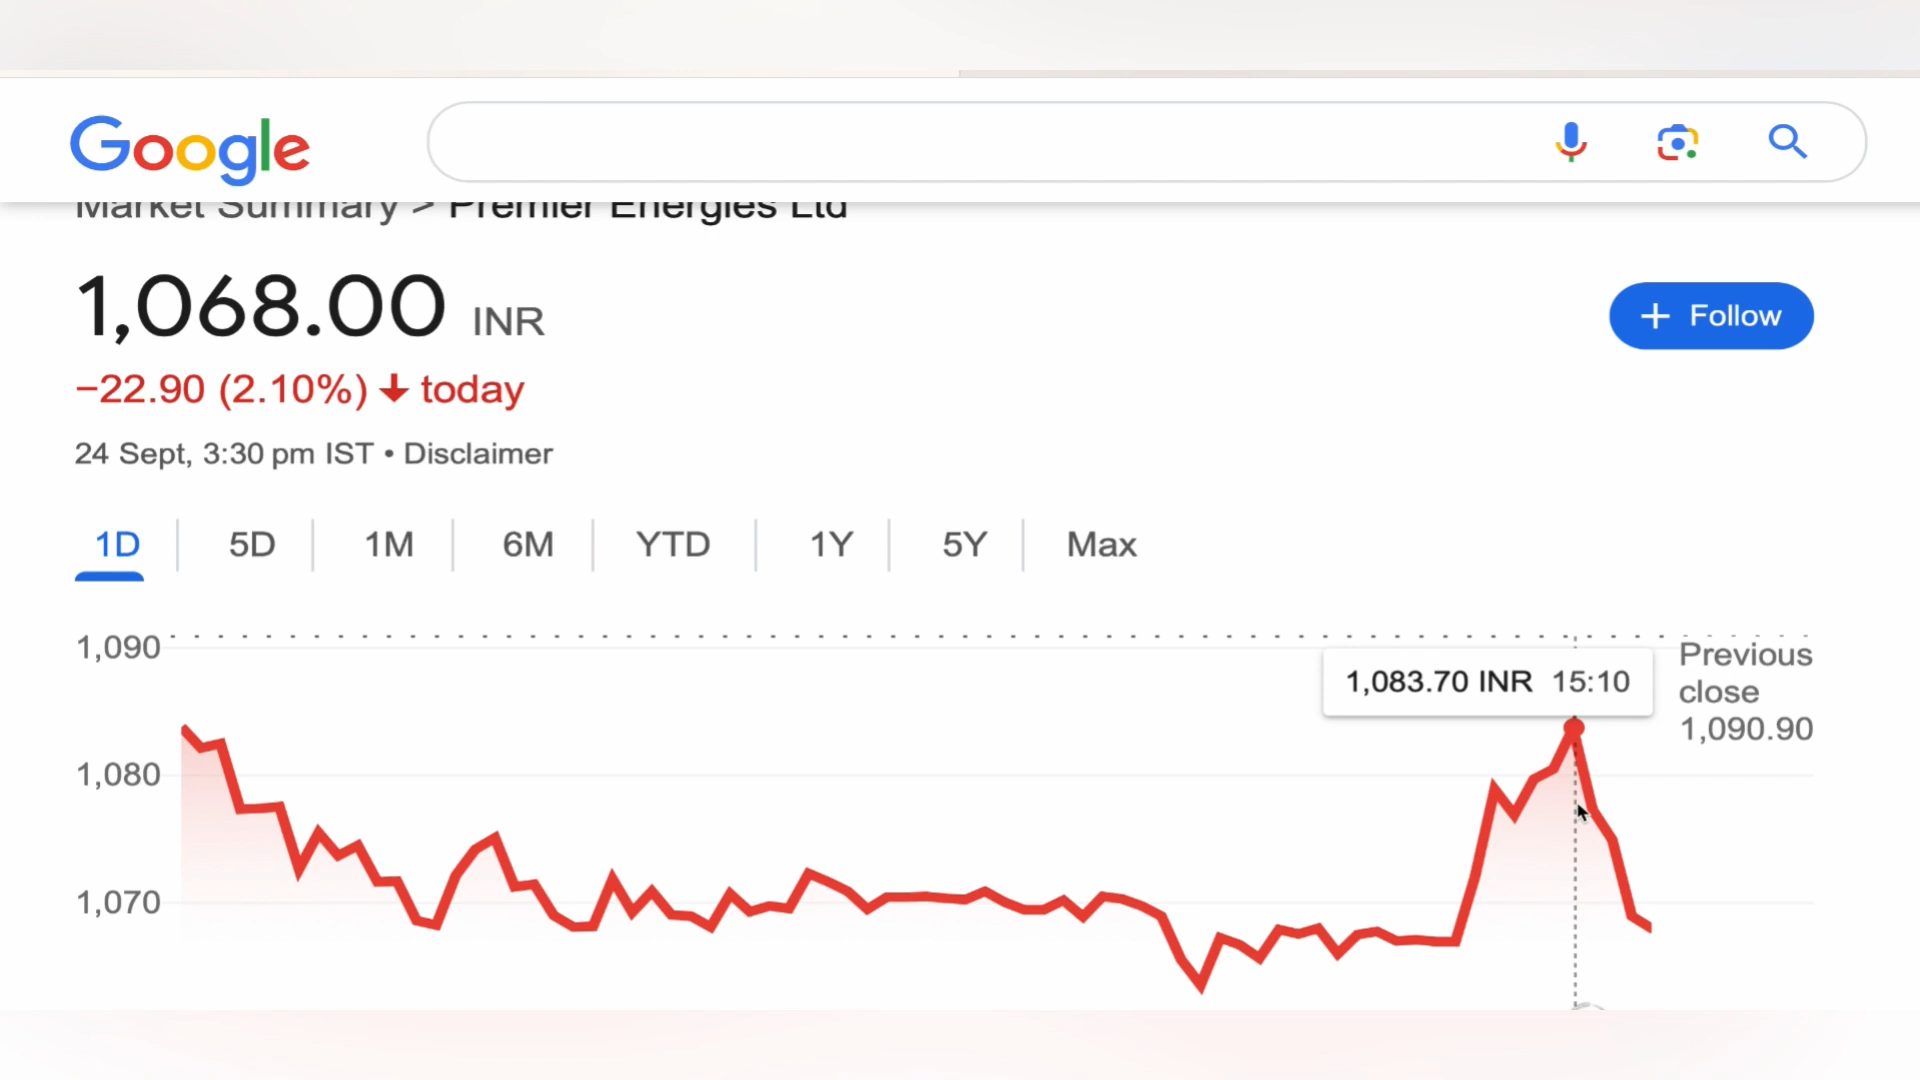 Google
Market Summary > Premier Energies Ltd
1,068.00 INR
+ Follow
−22.90 (2.10%) ↓ today
24 Sept, 3:30 pm IST • Disclaimer
1D 5D 1M 6M YTD 1Y 5Y Max
1,090
1,083.70 INR 15:10
Previous
close
1,090.90
1,080
1,070